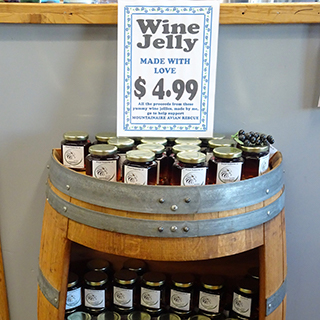 Wine
Jelly
MADE WITH
LOVE
$ 4.99
All the proceeds from these
yummy wine jellies, made by us,
go to help support
MOUNTAINAIRE AVIAN RESCUE